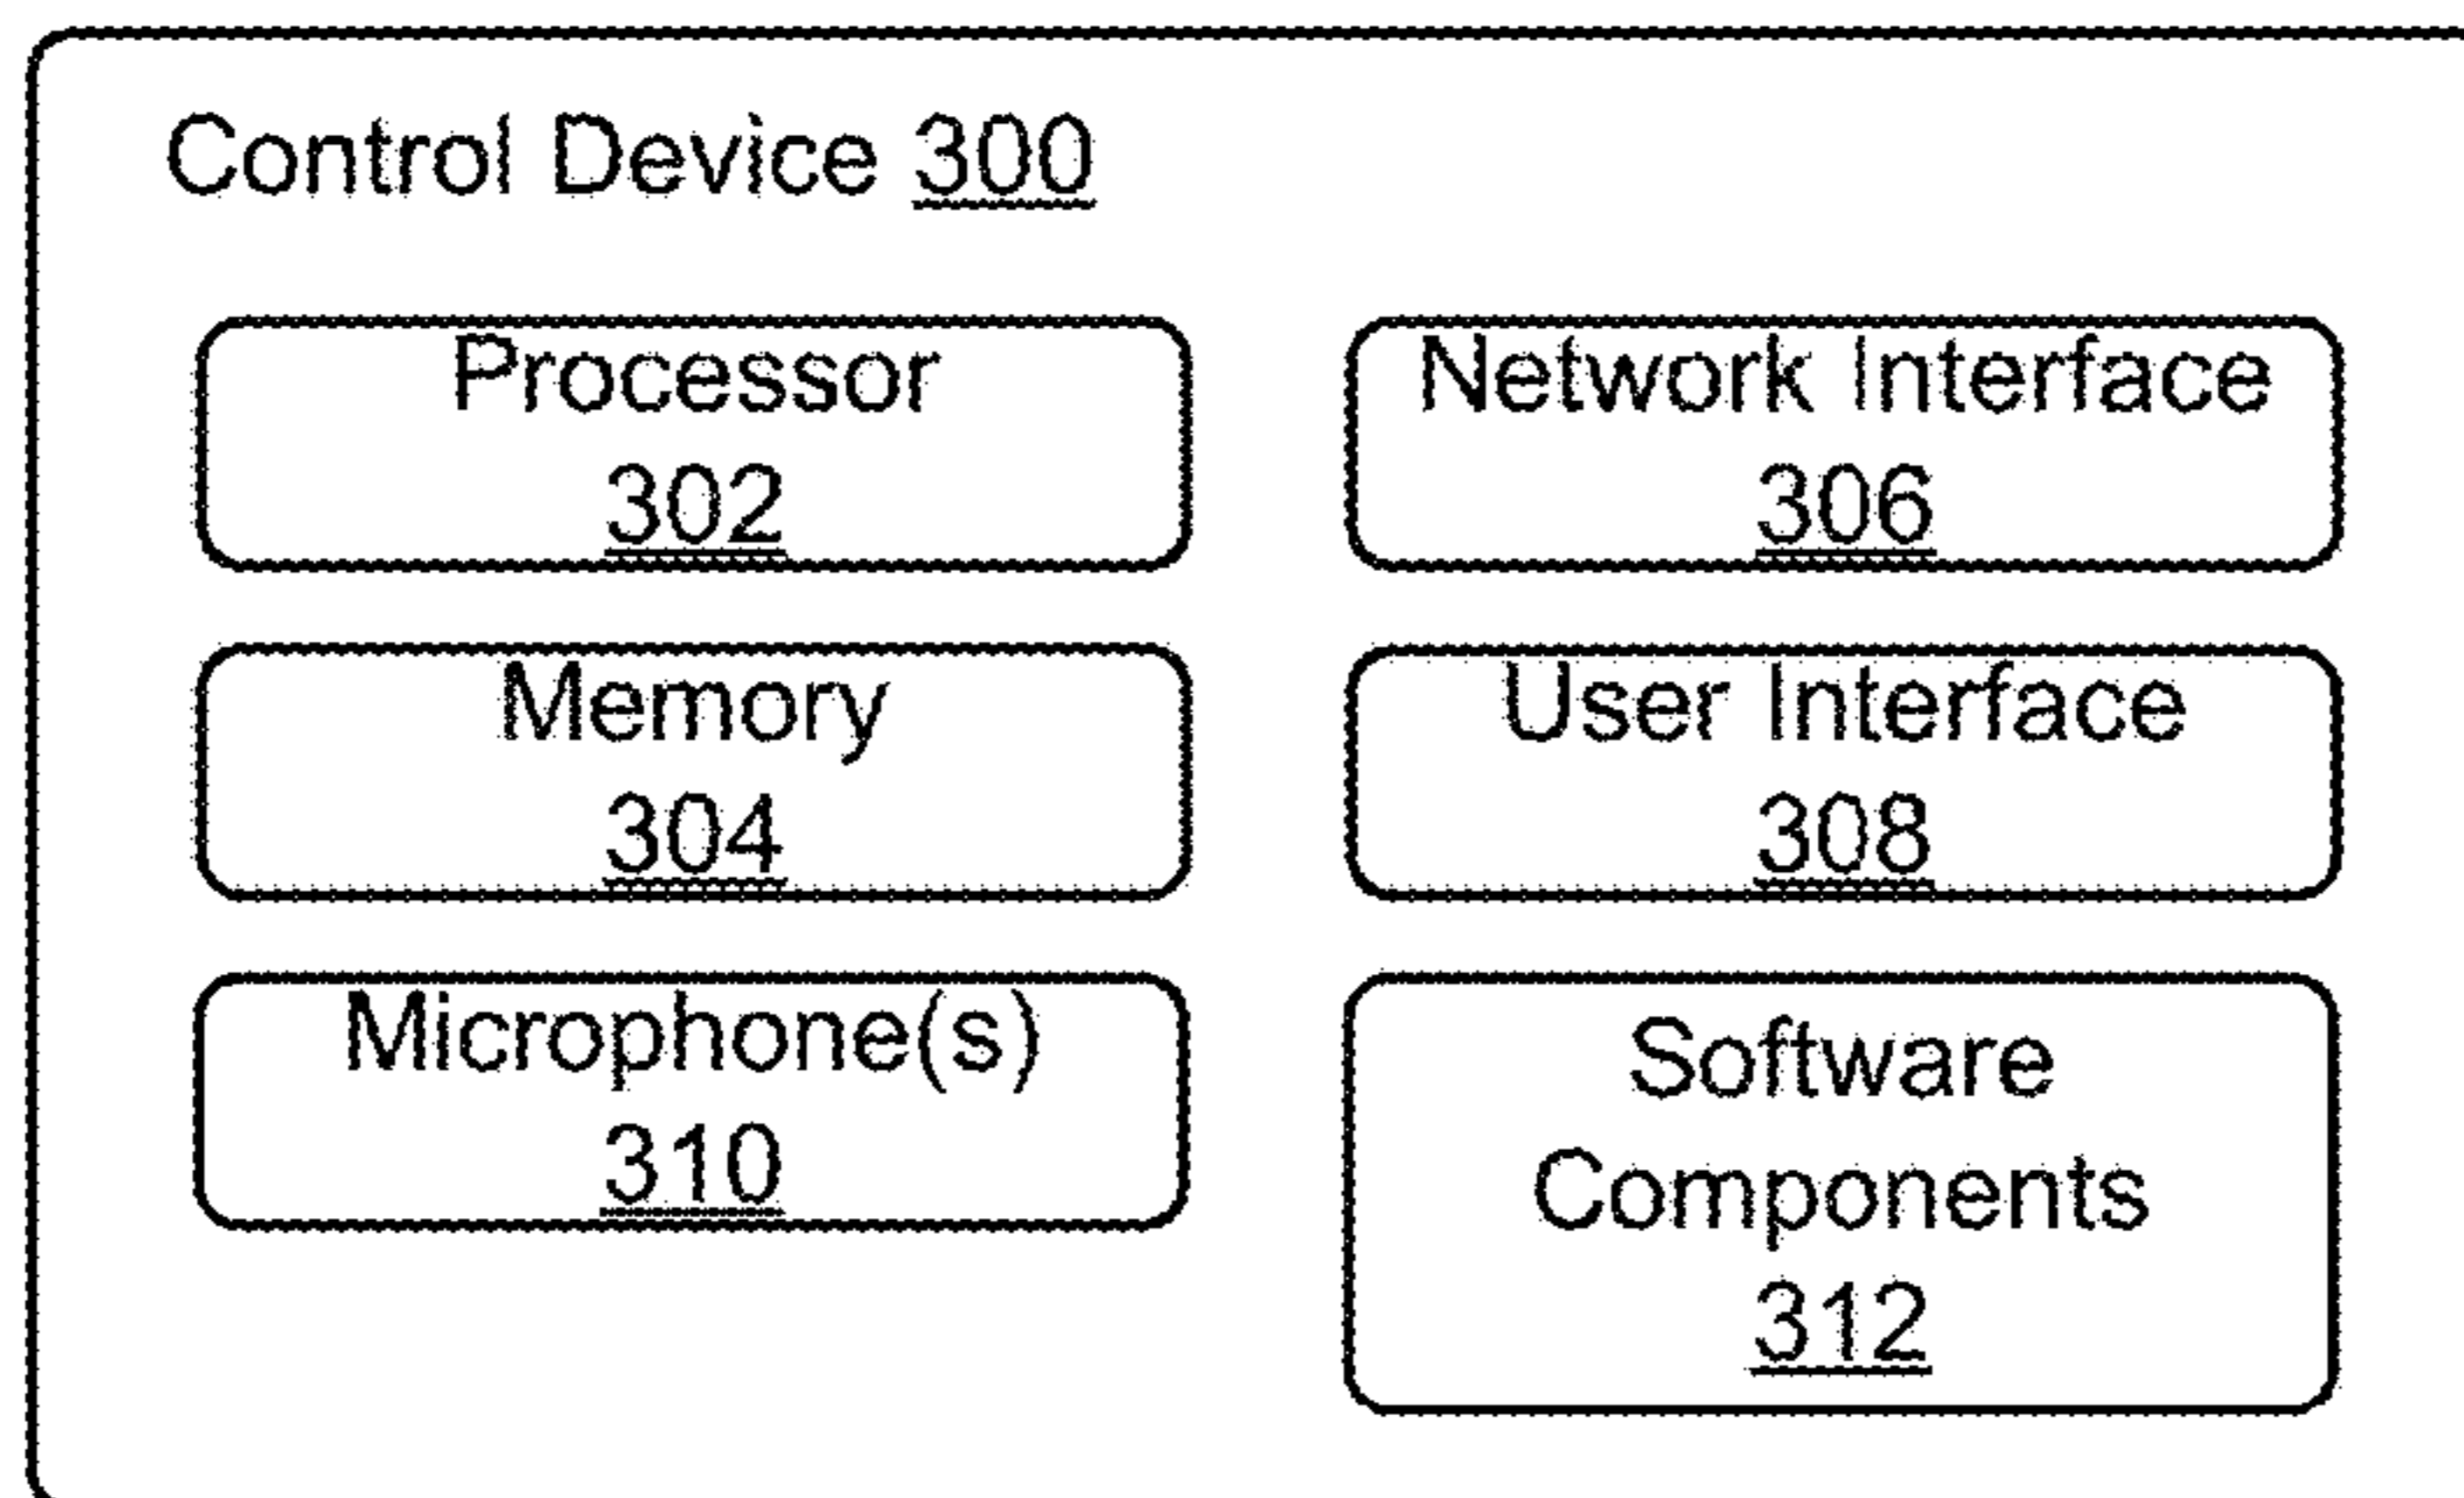 Control Device 300
Processor
302
Network Interface
306
Memory
304
User Interface
308
Microphone(s)
310
Software
Components
312